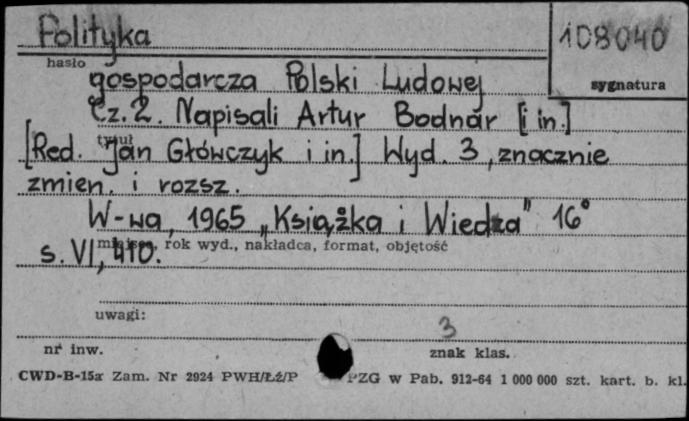 Polityka
108040
hasło
sygnatura
gospodarcza Polski Ludowej
Cz. 2. Napisali Artur Bodnar [i in.]
tytuł
[Red. Jan Główczyk i in.] Wyd. 3, znacznie
zmien. i rozsz.
W-wa, 1965 „Książka i Wiedza" 16°
miejsce, rok wyd., nakładca, format, objętość
s. VI, 410.
uwagi:
3
nr inw.
znak klas.
CWD-B-15a Zam. Nr 2924 PWH/Łź/P PZG w Pab. 912-64 1 000 000 szt. kart. b. kl.